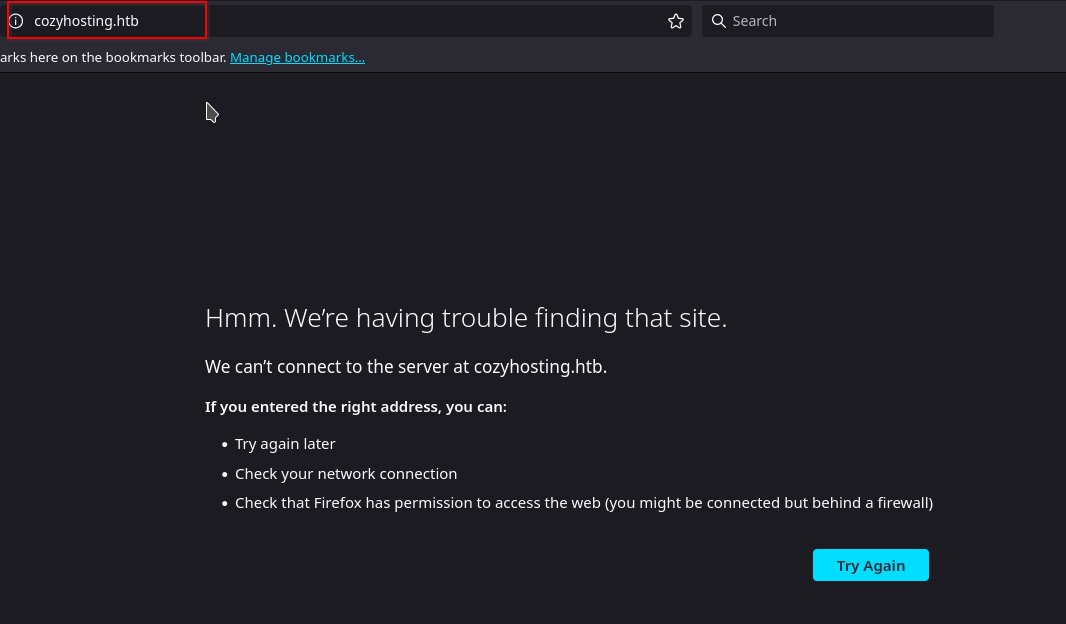 cozyhosting.htb
Search
arks here on the bookmarks toolbar. Manage bookmarks...
Hmm. We’re having trouble finding that site.
We can’t connect to the server at cozyhosting.htb.
If you entered the right address, you can:
• Try again later
• Check your network connection
• Check that Firefox has permission to access the web (you might be connected but behind a firewall)
Try Again